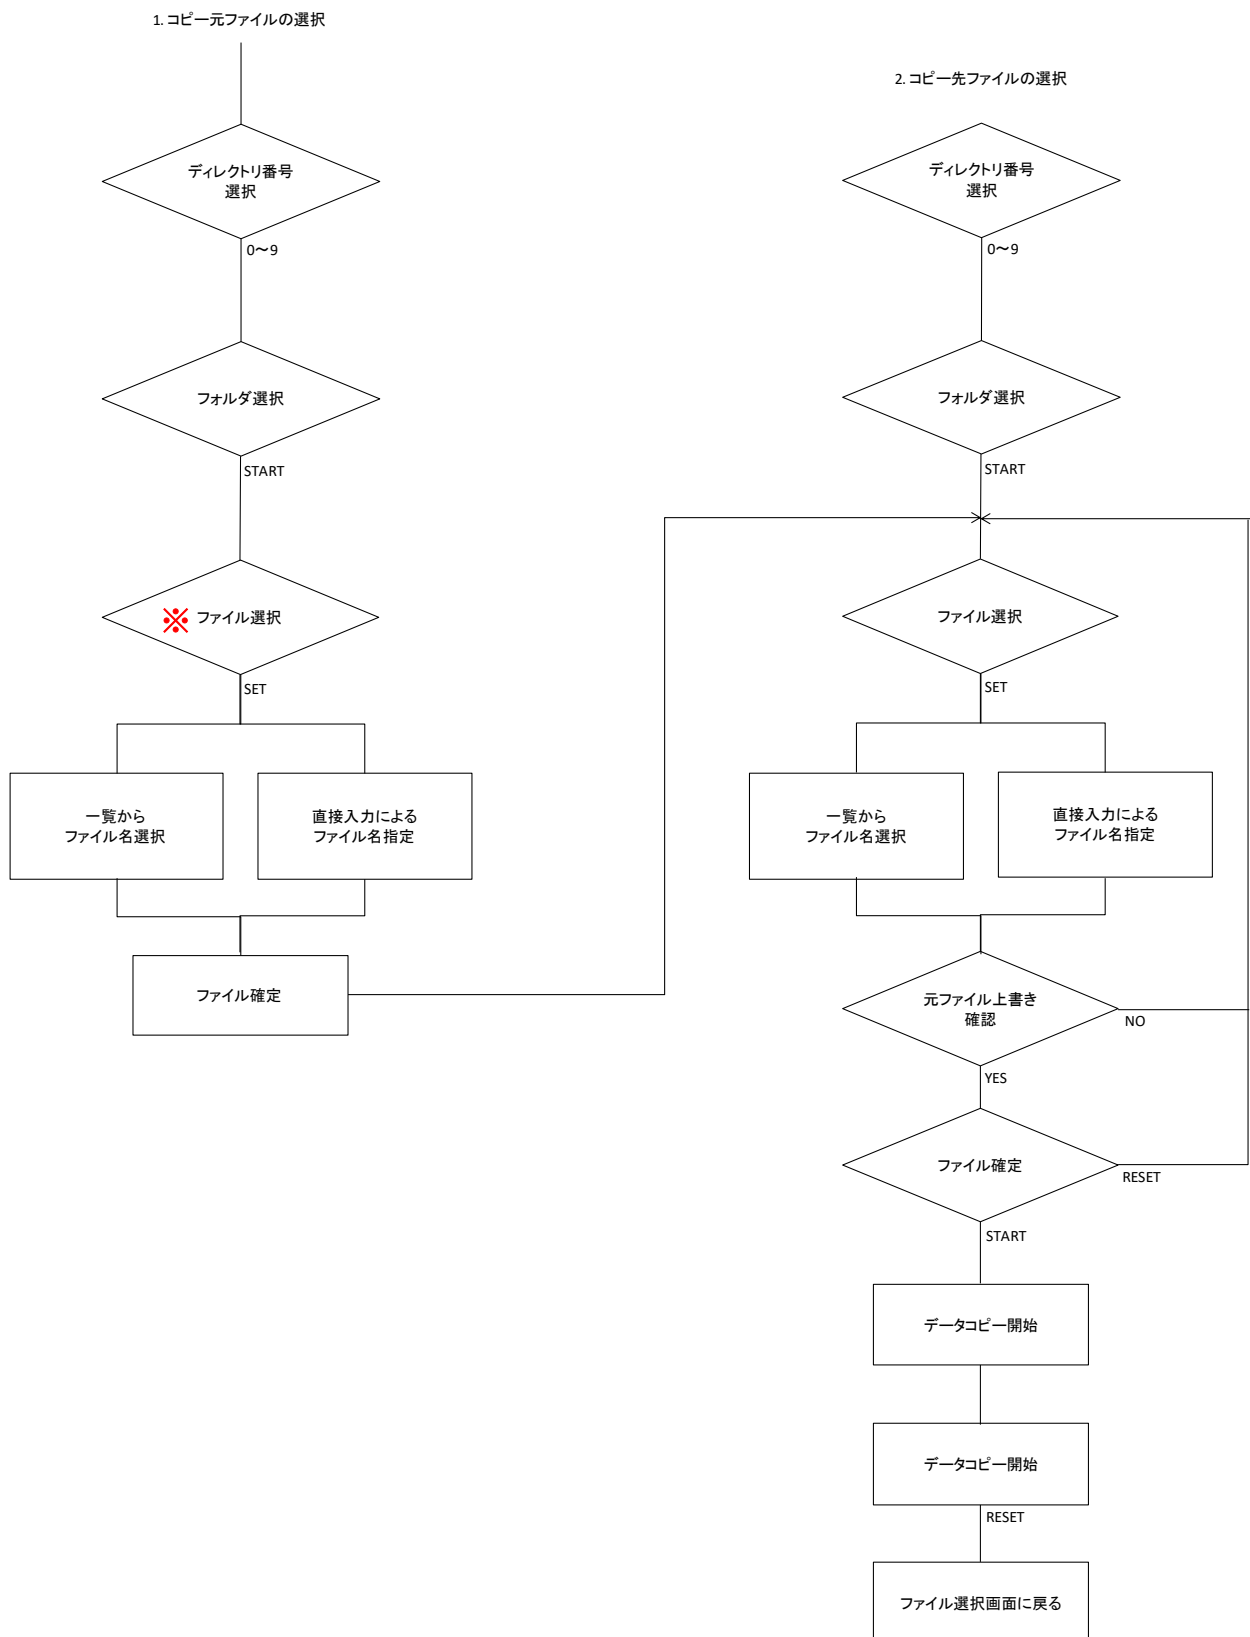 1. コピー元ファイルの選択
ディレクトリ番号
選択
0～9
フォルダ選択
START
※ ファイル選択
SET
一覧から
ファイル名選択
直接入力による
ファイル名指定
ファイル確定
2. コピー先ファイルの選択
ディレクトリ番号
選択
0～9
フォルダ選択
START
ファイル選択
SET
一覧から
ファイル名選択
直接入力による
ファイル名指定
元ファイル上書き
確認
NO
YES
ファイル確定
RESET
START
データコピー開始
データコピー開始
RESET
ファイル選択画面に戻る